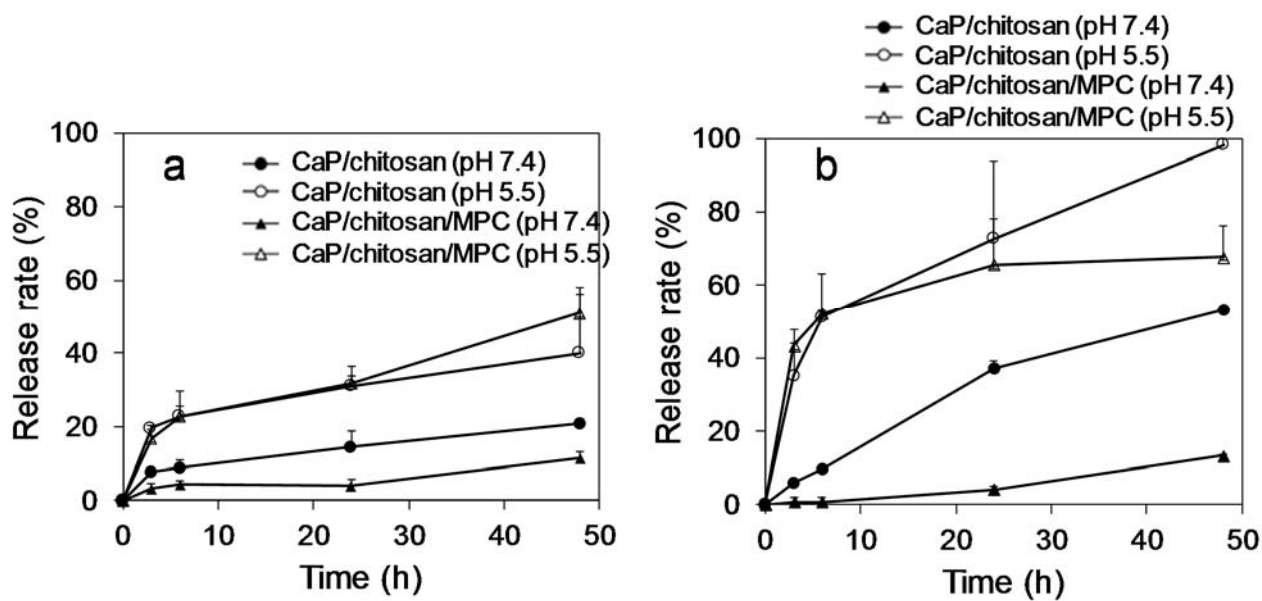 a
CaP/chitosan (pH 7.4)
CaP/chitosan (pH 5.5)
CaP/chitosan/MPC (pH 7.4)
CaP/chitosan/MPC (pH 5.5)
Release rate (%)
100
80
60
40
20
0
0 10 20 30 40 50
Time (h)
CaP/chitosan (pH 7.4)
CaP/chitosan (pH 5.5)
CaP/chitosan/MPC (pH 7.4)
CaP/chitosan/MPC (pH 5.5)
b
Release rate (%)
100
80
60
40
20
0
0 10 20 30 40 50
Time (h)